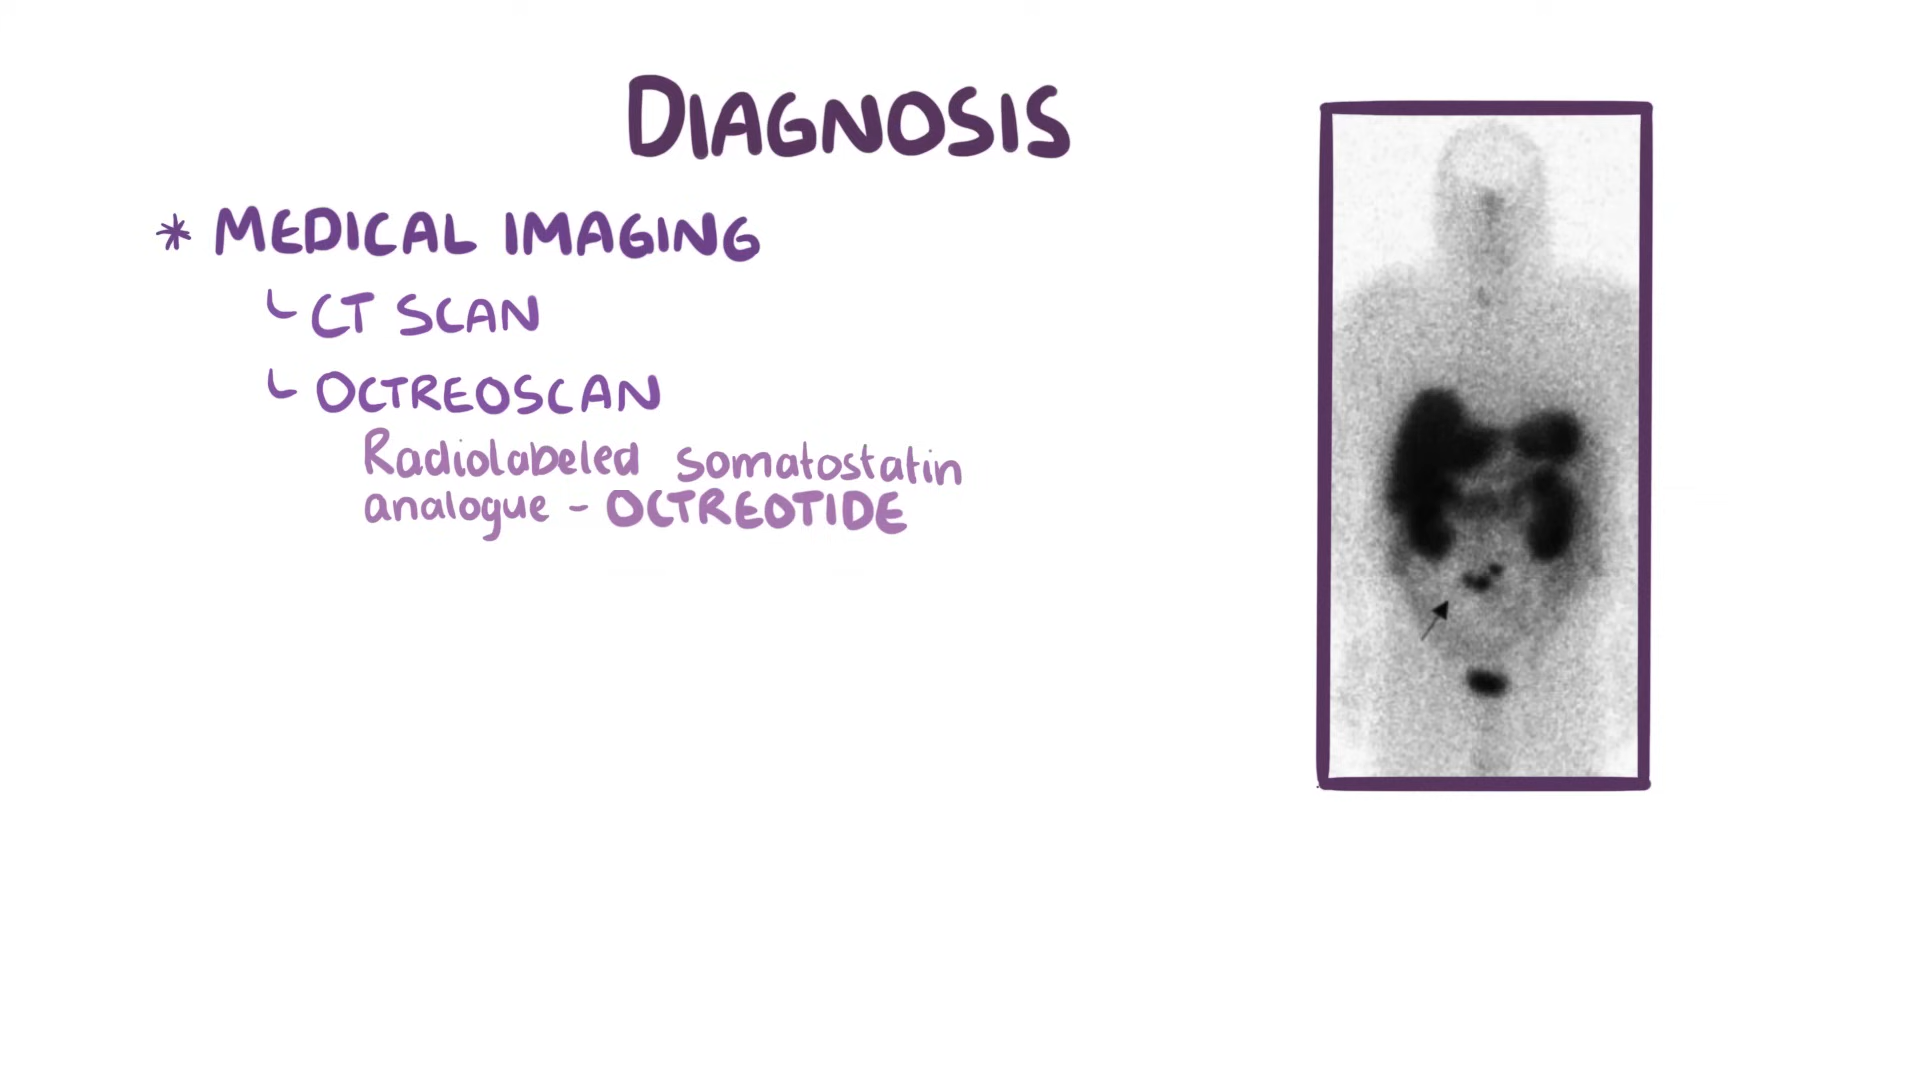 DIAGNOSIS
* MEDICAL IMAGING
CT SCAN
OCTREOSCAN
Radiolabeled somatostatin
analogue - OCTREOTIDE